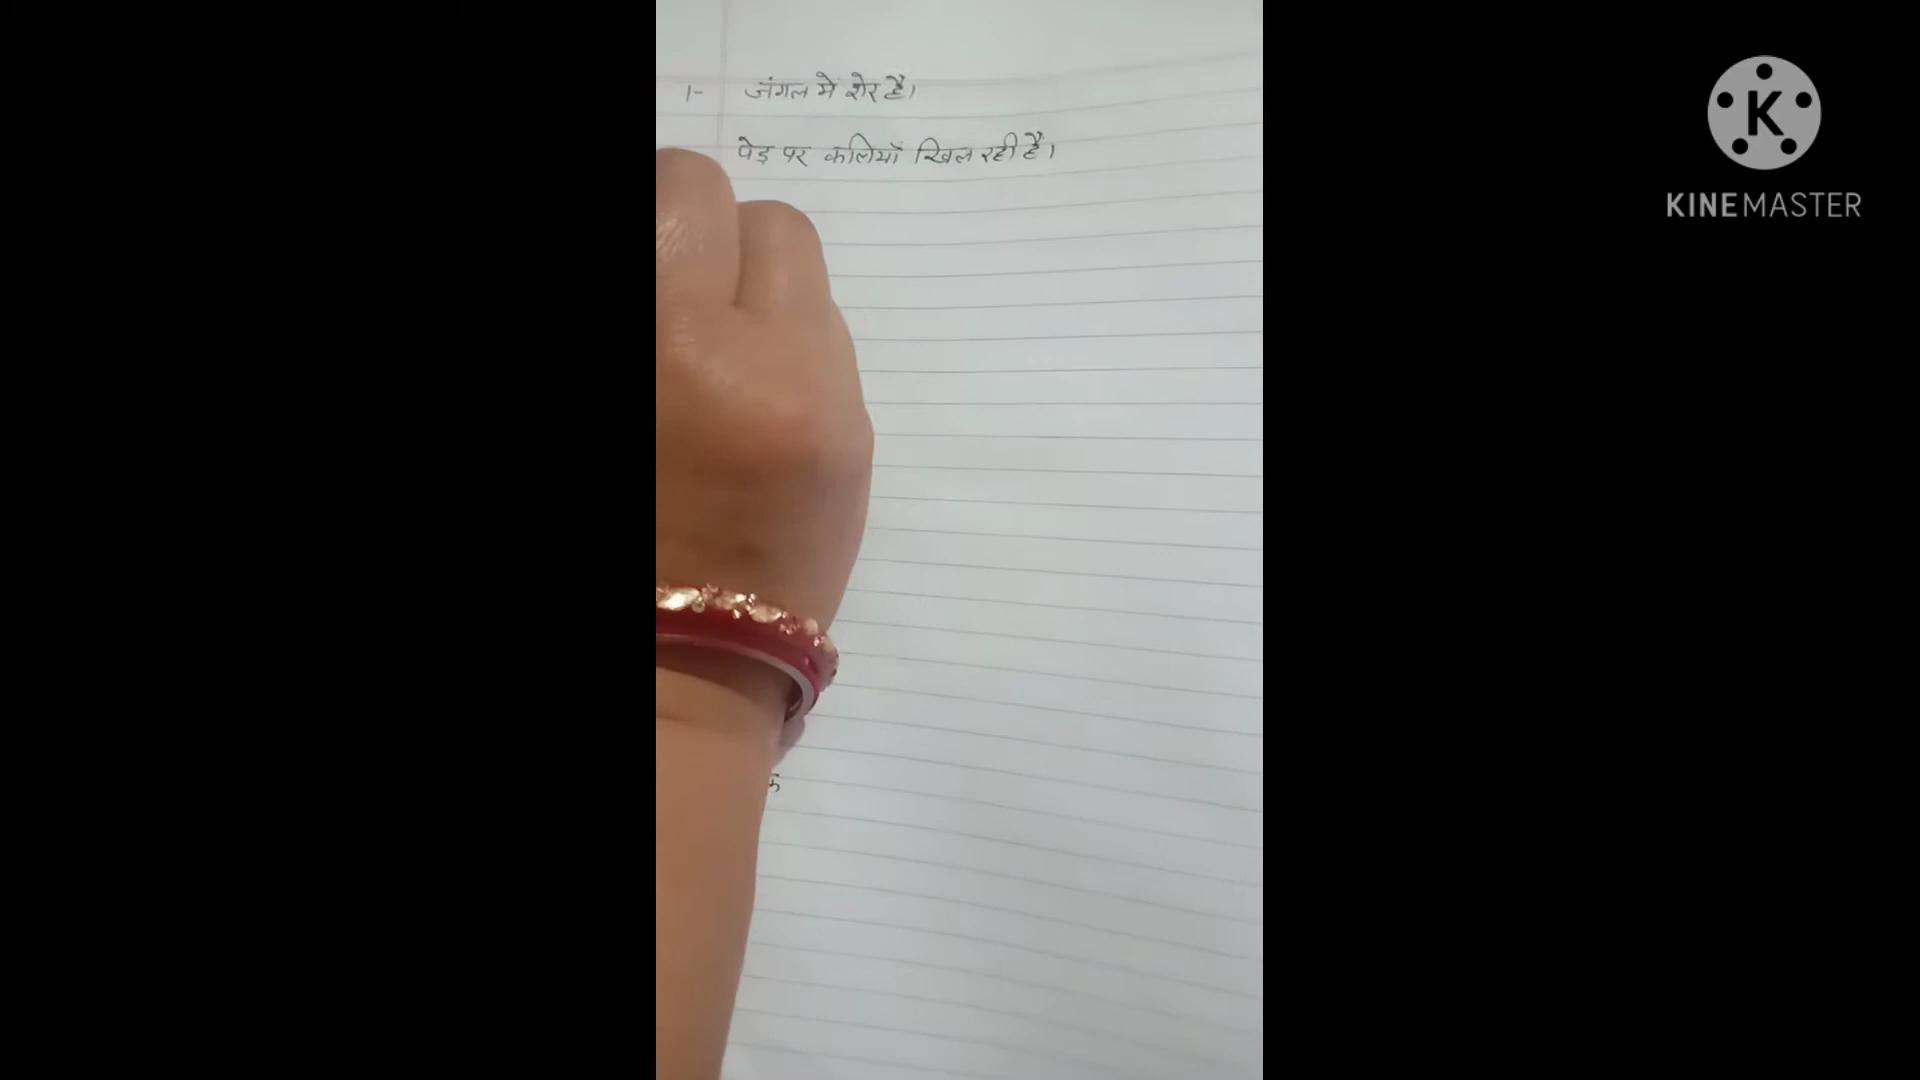 1- जंगल में शेर है।
पेड़ पर कलियाँ खिल रही हैं।
K
KINEMASTER